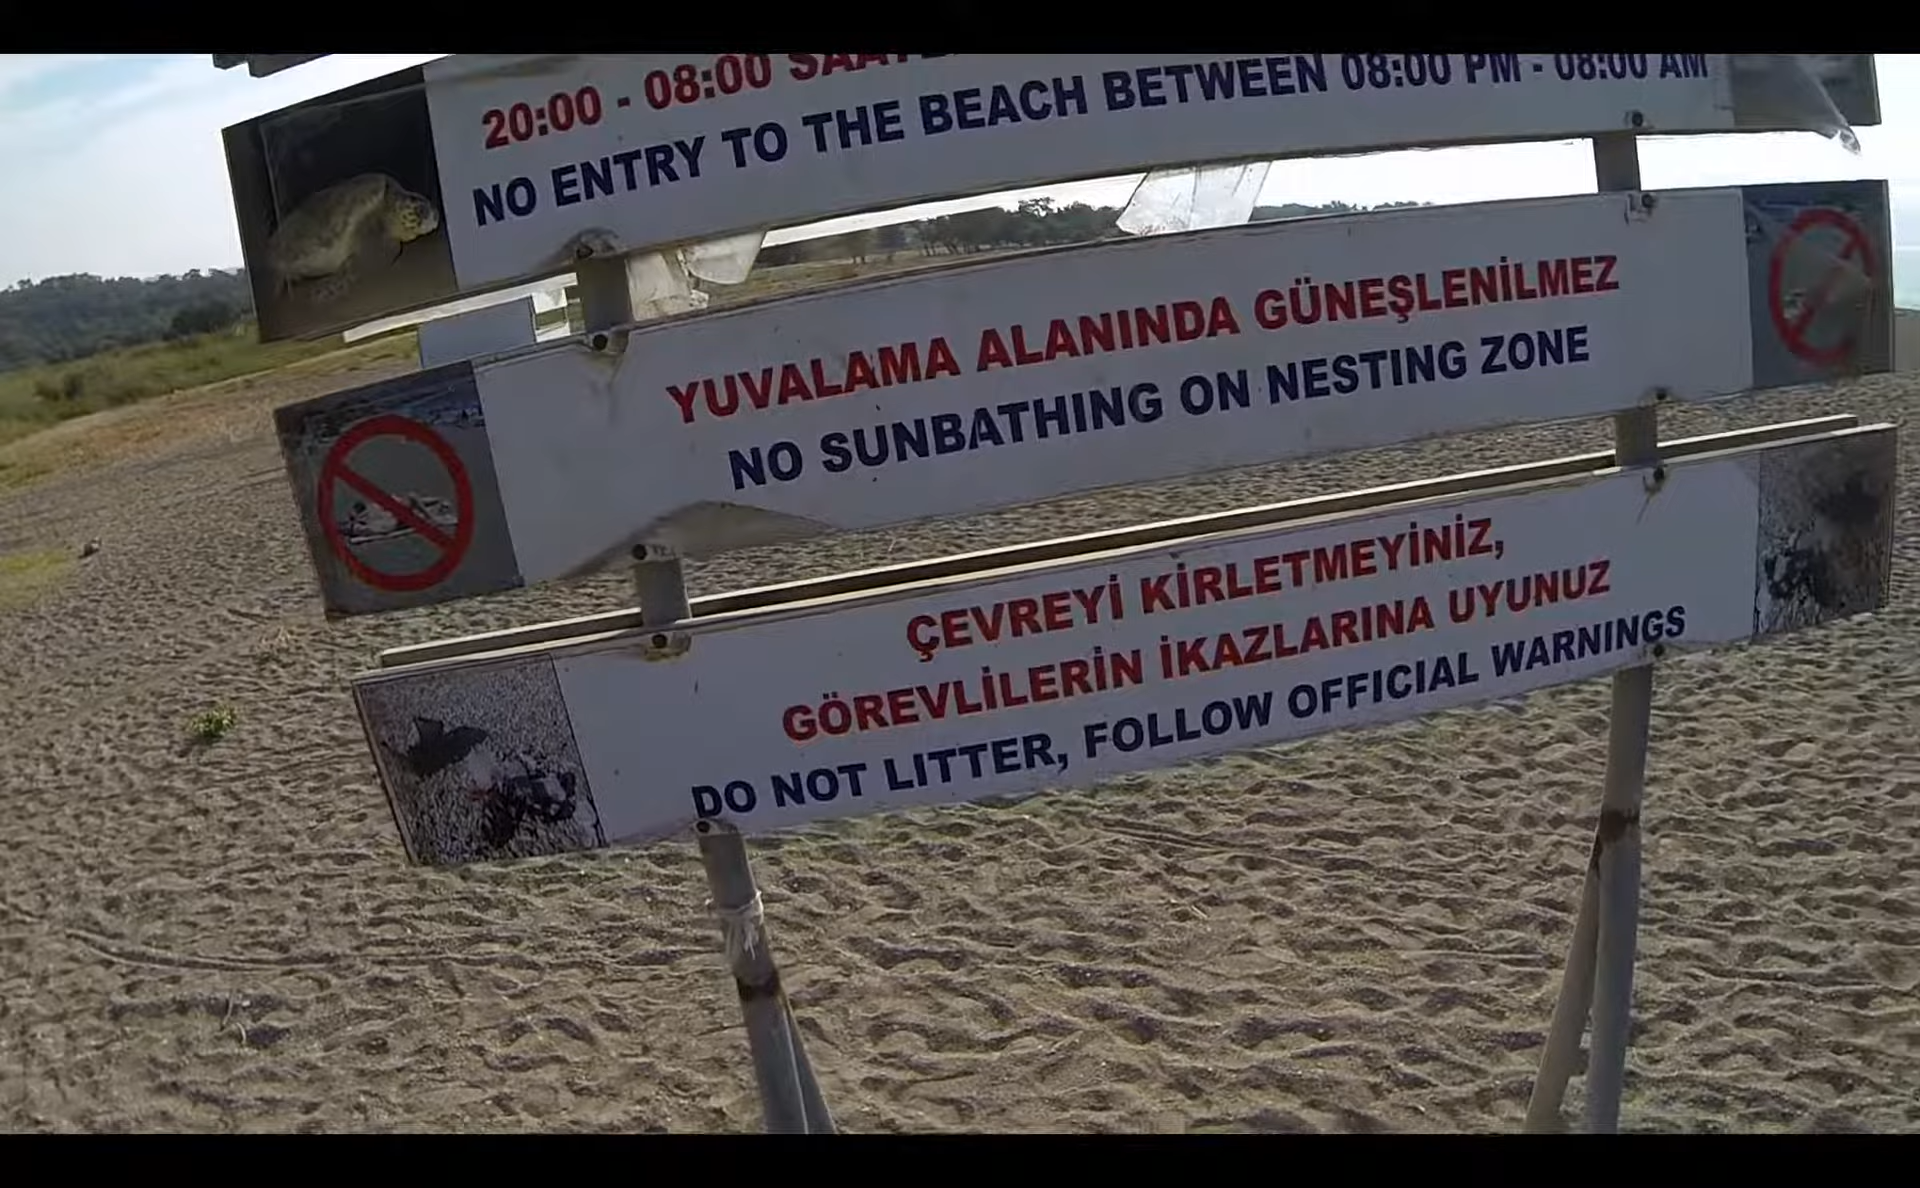 20:00 - 08:00
NO ENTRY TO THE BEACH BETWEEN 08:00 PM - 08:00 AM
YUVALAMA ALANINDA GÜNEŞLENİLMEZ
NO SUNBATHING ON NESTING ZONE
ÇEVREYİ KİRLETMEYİNİZ,
GÖREVLİLERİN İKAZLARINA UYUNUZ
DO NOT LITTER, FOLLOW OFFICIAL WARNINGS